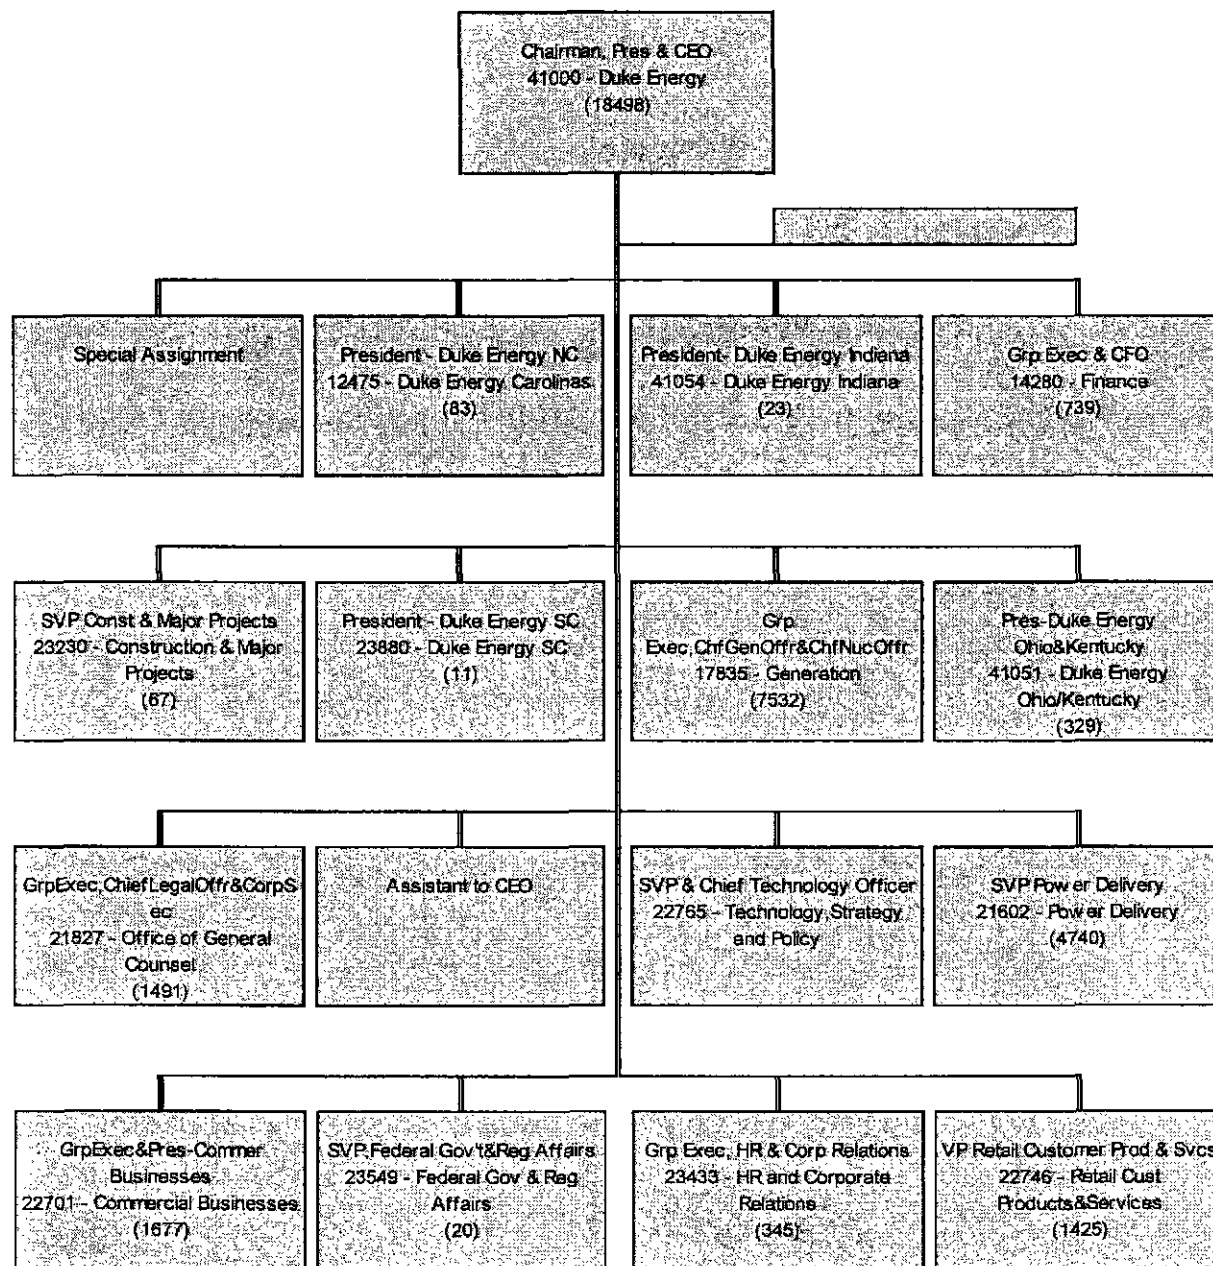 Chairman, Pres & CEO
41000 - Duke Energy
(18498)
Special Assignment
President - Duke Energy NC
12475 - Duke Energy Carolinas
(83)
President- Duke Energy Indiana
41054 - Duke Energy Indiana
(23)
Grp Exec & CFO
14280 - Finance
(739)
SVP Const & Major Projects
23230 - Construction & Major
Projects
(67)
President - Duke Energy SC
23880 - Duke Energy SC
(11)
Grp
Exec,ChfGenOffr&ChfNucOffr
17835 - Generation
(7532)
Pres-Duke Energy
Ohio&Kentucky
41051 - Duke Energy
Ohio/Kentucky
(329)
GrpExec,ChiefLegalOffr&CorpS
ec
21827 - Office of General
Counsel
(1491)
Assistant to CEO
SVP & Chief Technology Officer
22765 - Technology, Strategy
and Policy
SVP Power Delivery
21602 - Power Delivery
(4740)
GrpExec&Pres-Commer
Businesses
22701 - Commercial Businesses
(1677)
SVP,Federal Gov't&Reg Affairs
23549 - Federal Gov & Reg
Affairs
(20)
Grp Exec, HR & Corp Relations
23433 - HR and Corporate
Relations
(345)
VP Retail Customer Prod & Svcs
22746 - Retail Cust
Products&Services
(1425)